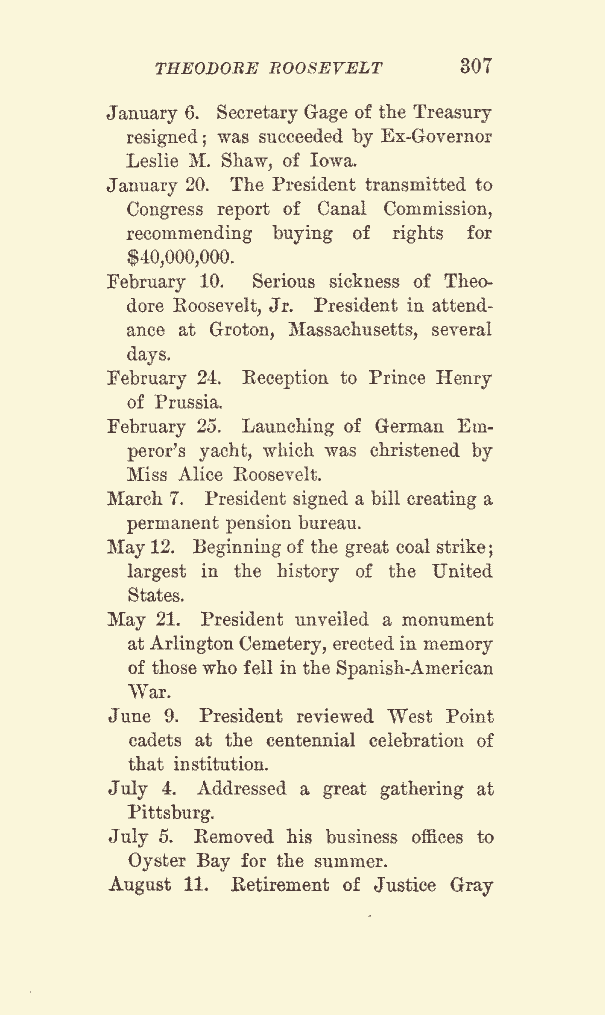 THEODORE ROOSEVELT 307
January 6. Secretary Gage of the Treasury
resigned; was succeeded by Ex-Governor
Leslie M. Shaw, of Iowa.
January 20. The President transmitted to
Congress report of Canal Commission,
recommending buying of rights for
$40,000,000.
February 10. Serious sickness of Theo-
dore Roosevelt, Jr. President in attend-
ance at Groton, Massachusetts, several
days.
February 24. Reception to Prince Henry
of Prussia.
February 25. Launching of German Em-
peror's yacht, which was christened by
Miss Alice Roosevelt.
March 7. President signed a bill creating a
permanent pension bureau.
May 12. Beginning of the great coal strike;
largest in the history of the United
States.
May 21. President unveiled a monument
at Arlington Cemetery, erected in memory
of those who fell in the Spanish-American
War.
June 9. President reviewed West Point
cadets at the centennial celebration of
that institution.
July 4. Addressed a great gathering at
Pittsburg.
July 5. Removed his business offices to
Oyster Bay for the summer.
August 11. Retirement of Justice Gray